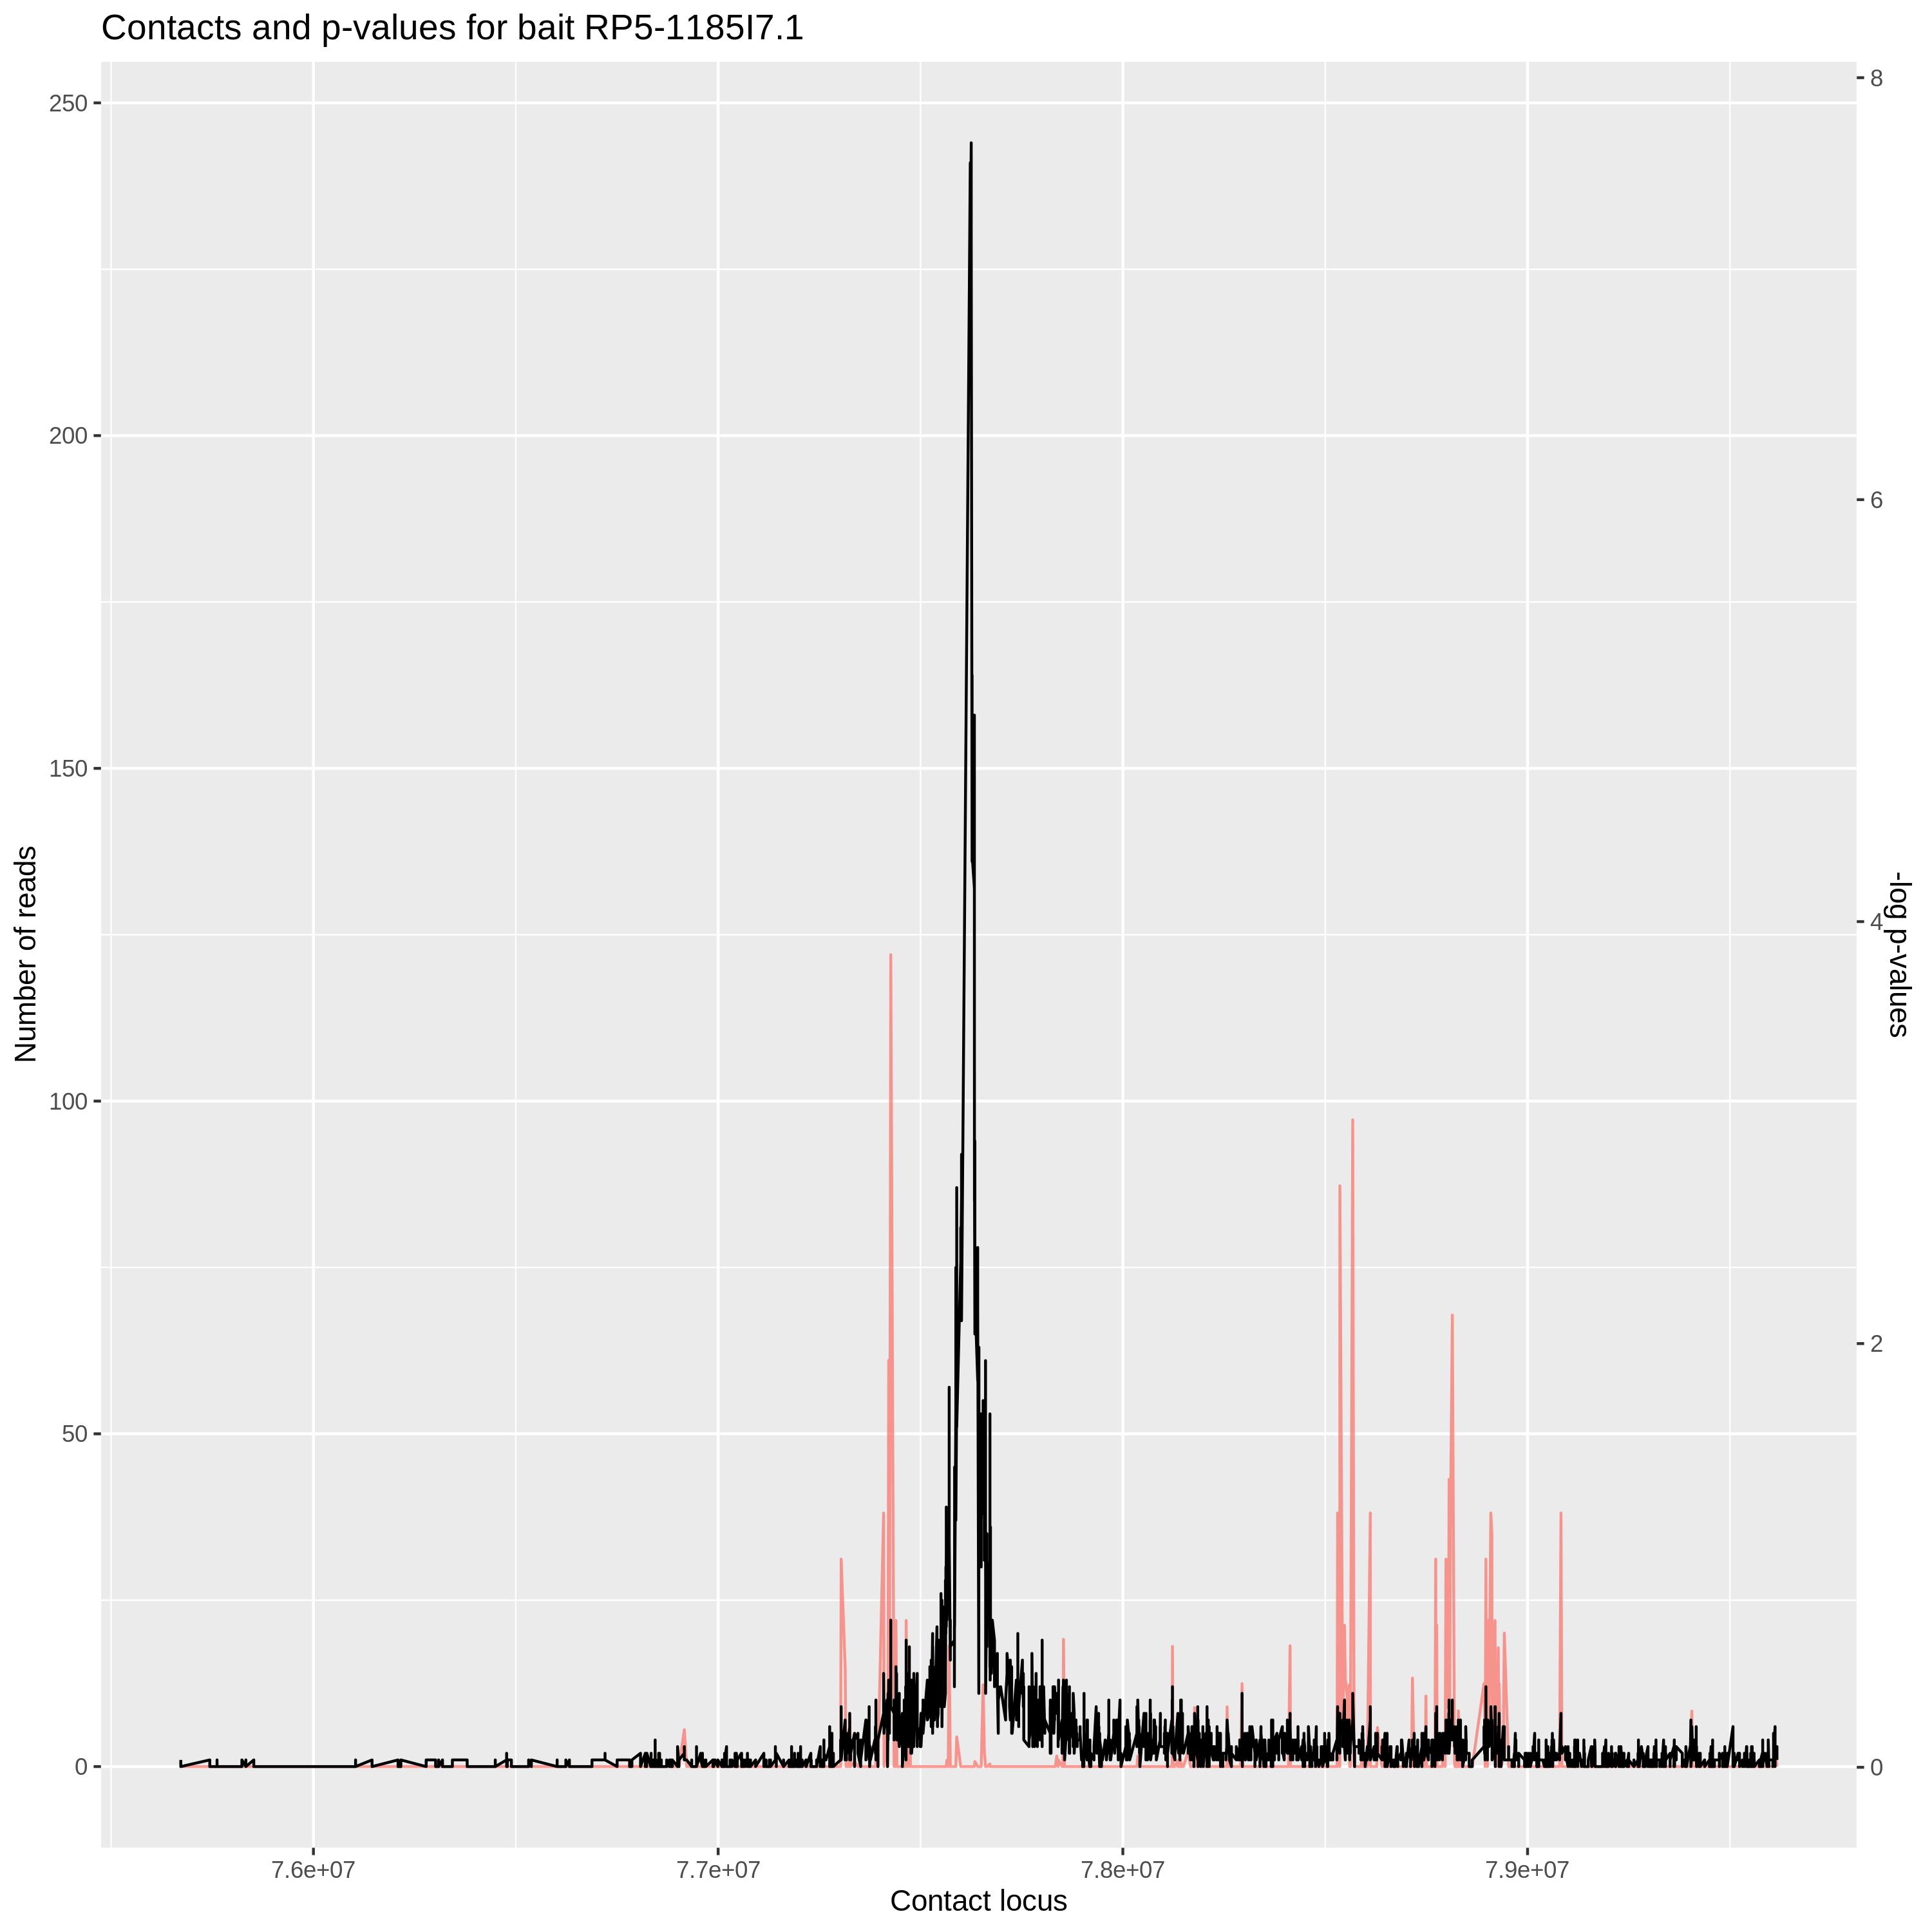 Contacts and p-values for bait RP5-1185I7.1
250
200
150
100
50
0
Number of reads
8
6
4
2
0
-log p-values
7.6e+07
7.7e+07
7.8e+07
7.9e+07
Contact locus